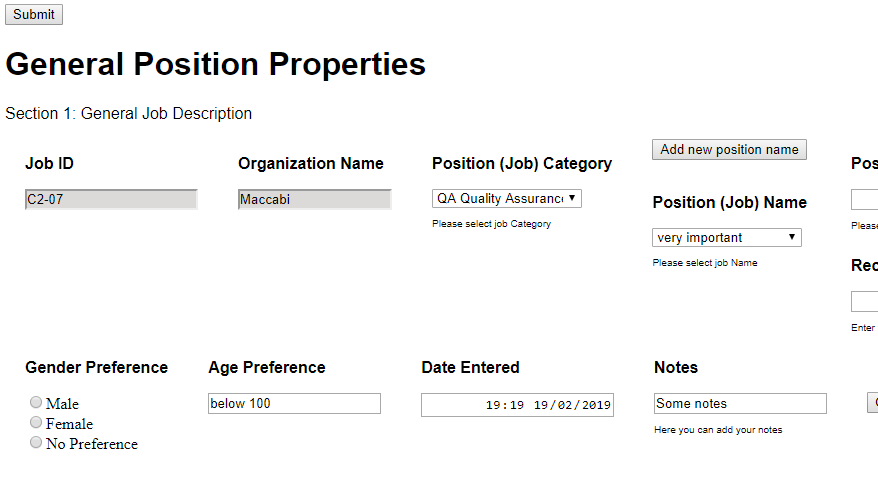 Submit
General Position Properties
Section 1: General Job Description
Job ID
C2-07
Organization Name
Maccabi
Position (Job) Category
QA Quality Assurance
Please select job Category
Add new position name
Position (Job) Name
very important
Please select job Name
Pos
Please
Rec
Enter
Gender Preference
Male
Female
No Preference
Age Preference
below 100
Date Entered
19:19 19/02/2019
Notes
Some notes
Here you can add your notes